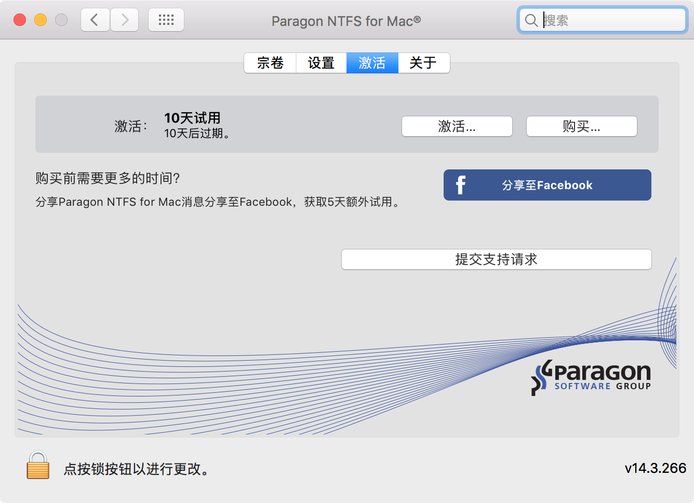 Paragon NTFS for Mac®
搜索
宗卷 设置 激活 关于
激活： 10天试用
10天后过期。
激活... 购买...
购买前需要更多的时间?
分享至Facebook
分享Paragon NTFS for Mac消息分享至Facebook，获取5天额外试用。
提交支持请求
paragon
SOFTWARE GROUP
点按锁按钮以进行更改。
v14.3.266